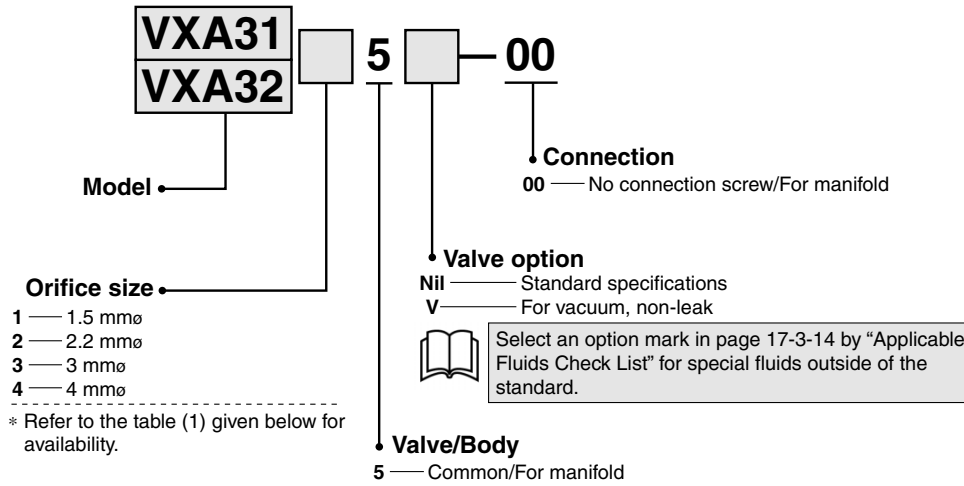 VXA31
VXA32
5
00
Model
Connection
00 No connection screw/For manifold
Orifice size
1 1.5 mmø
2 2.2 mmø
3 3 mmø
4 4 mmø
* Refer to the table (1) given below for
availability.
Valve option
Nil Standard specifications
V For vacuum, non-leak
Select an option mark in page 17-3-14 by “Applicable
Fluids Check List” for special fluids outside of the
standard.
Valve/Body
5 Common/For manifold